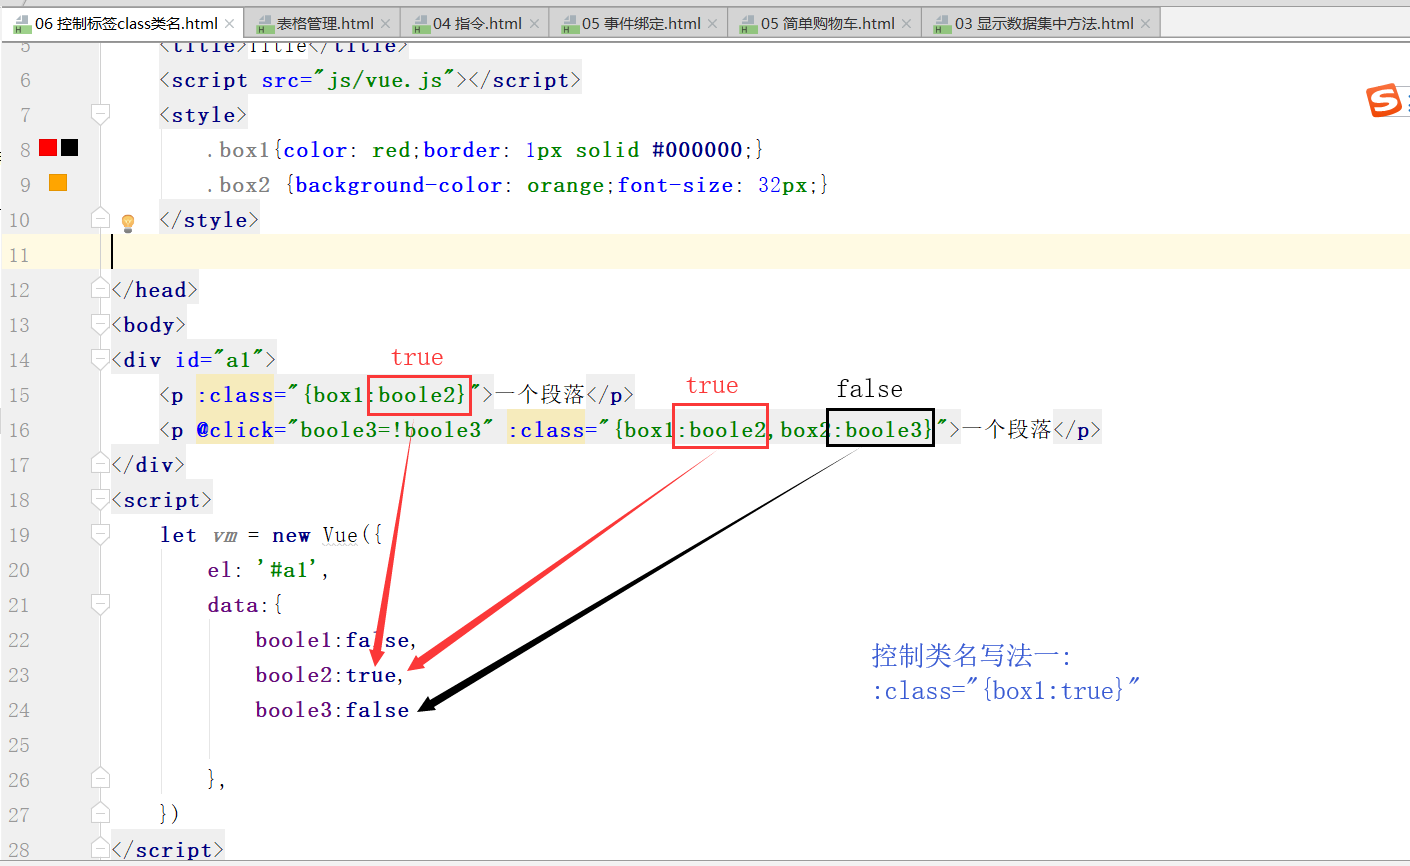 06 控制标签class类名.html
表格管理.html
04 指令.html
05 事件绑定.html
05 简单购物车.html
03 显示数据集中方法.html
5 <title>Title</title>
6 <script src="js/vue.js"></script>
7 <style>
8 .box1{color: red;border: 1px solid #000000;}
9 .box2 {background-color: orange;font-size: 32px;}
10 </style>
11
12 </head>
13 <body>
14 <div id="a1">
true
15 <p :class="{box1:boole2}">一个段落</p>
true
false
16 <p @click="boole3=!boole3" :class="{box1:boole2,box2:boole3}">一个段落</p>
17 </div>
18 <script>
19 let vm = new Vue({
20 el: '#a1',
21 data:{
22 boole1:false,
23 boole2:true,
24 boole3:false
控制类名写法一:
:class="{box1:true}"
25
26 },
27 })
28 </script>